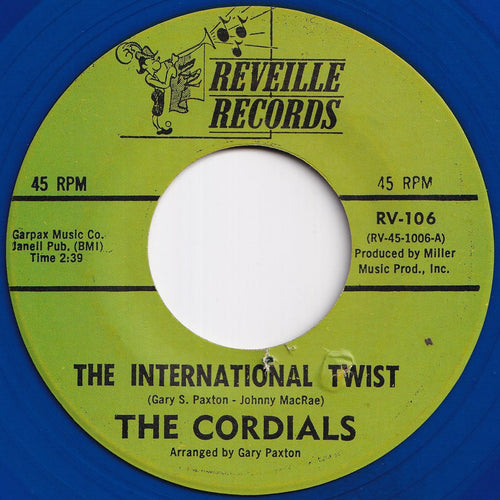 REVEILLE
RECORDS
45 RPM
45 RPM
Garpax Music Co.
Janell Pub. (BMI)
Time 2:39
RV-106
(RV-45-1006-A)
Produced by Miller
Music Prod., Inc.
THE INTERNATIONAL TWIST
(Gary S. Paxton - Johnny MacRae)
THE CORDIALS
Arranged by Gary Paxton